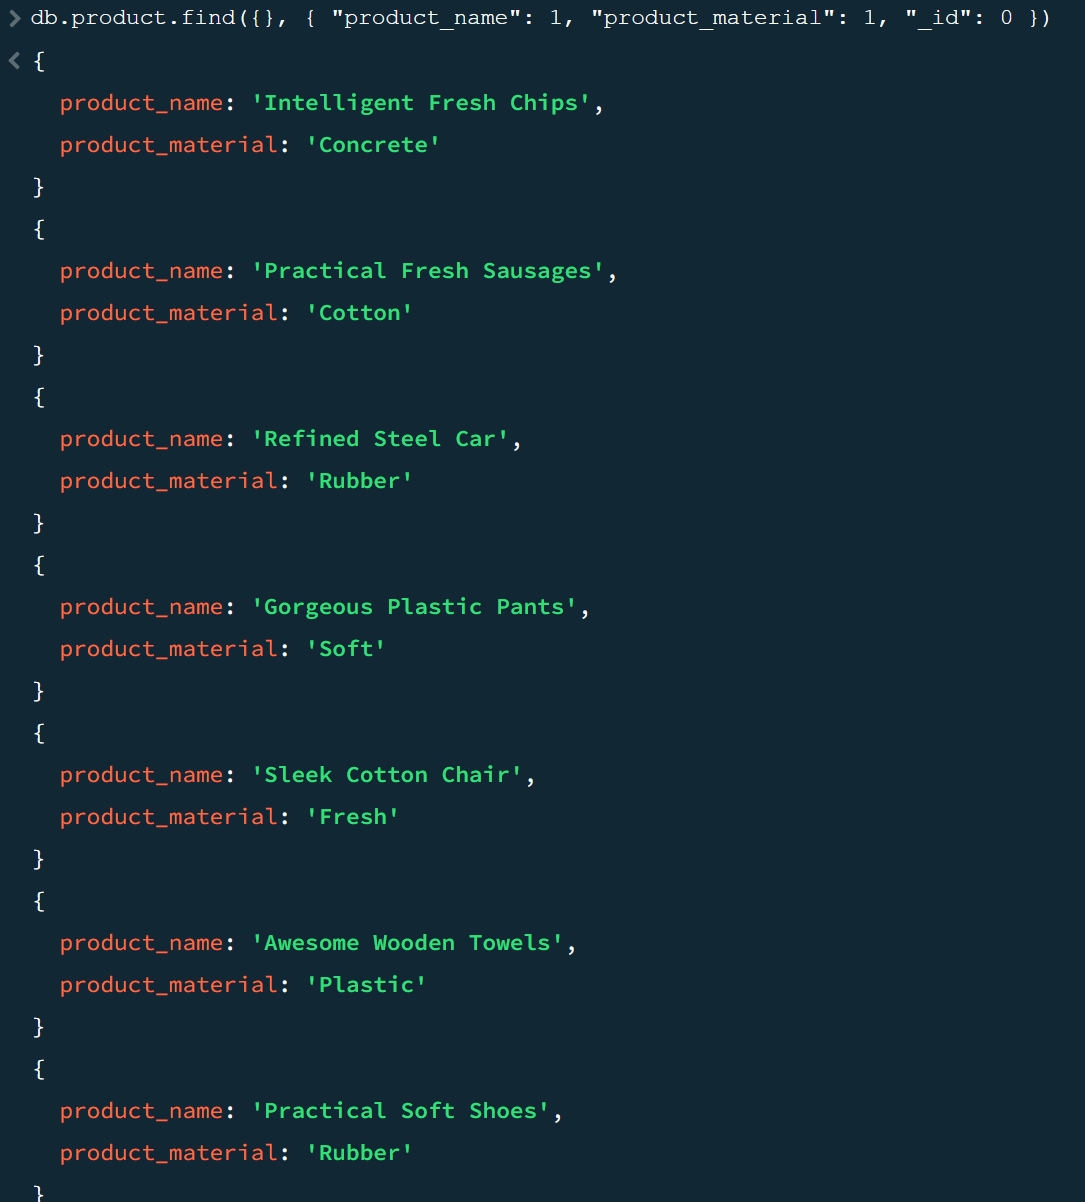 > db.product.find({}, { "product_name": 1, "product_material": 1, "_id": 0 })
< {
product_name: 'Intelligent Fresh Chips',
product_material: 'Concrete'
}
{
product_name: 'Practical Fresh Sausages',
product_material: 'Cotton'
}
{
product_name: 'Refined Steel Car',
product_material: 'Rubber'
}
{
product_name: 'Gorgeous Plastic Pants',
product_material: 'Soft'
}
{
product_name: 'Sleek Cotton Chair',
product_material: 'Fresh'
}
{
product_name: 'Awesome Wooden Towels',
product_material: 'Plastic'
}
{
product_name: 'Practical Soft Shoes',
product_material: 'Rubber'
}